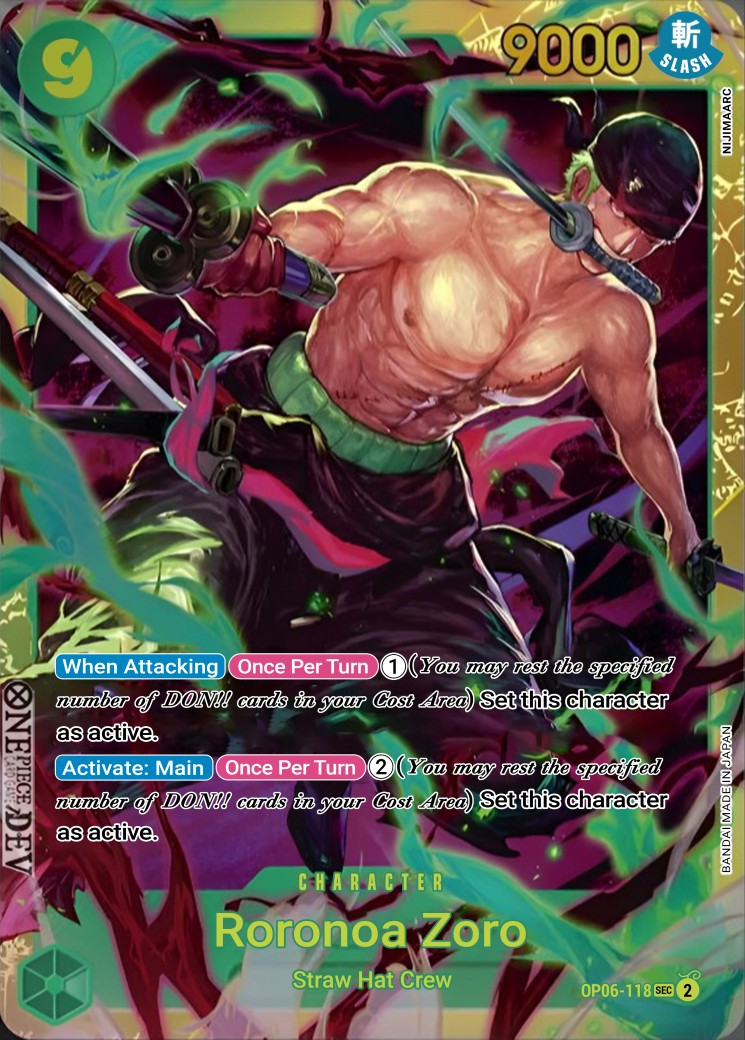 9
9000
斬
SLASH
NIJIMAARC
When Attacking Once Per Turn ① (You may rest the specified
number of DON!! cards in your Cost Area) Set this character
as active.
Activate: Main Once Per Turn ② (You may rest the specified
number of DON!! cards in your Cost Area) Set this character
as active.
ONE PIECE.DEV
BANDAI MADE IN JAPAN
CHARACTER
Roronoa Zoro
Straw Hat Crew
OP06-118 SEC 2